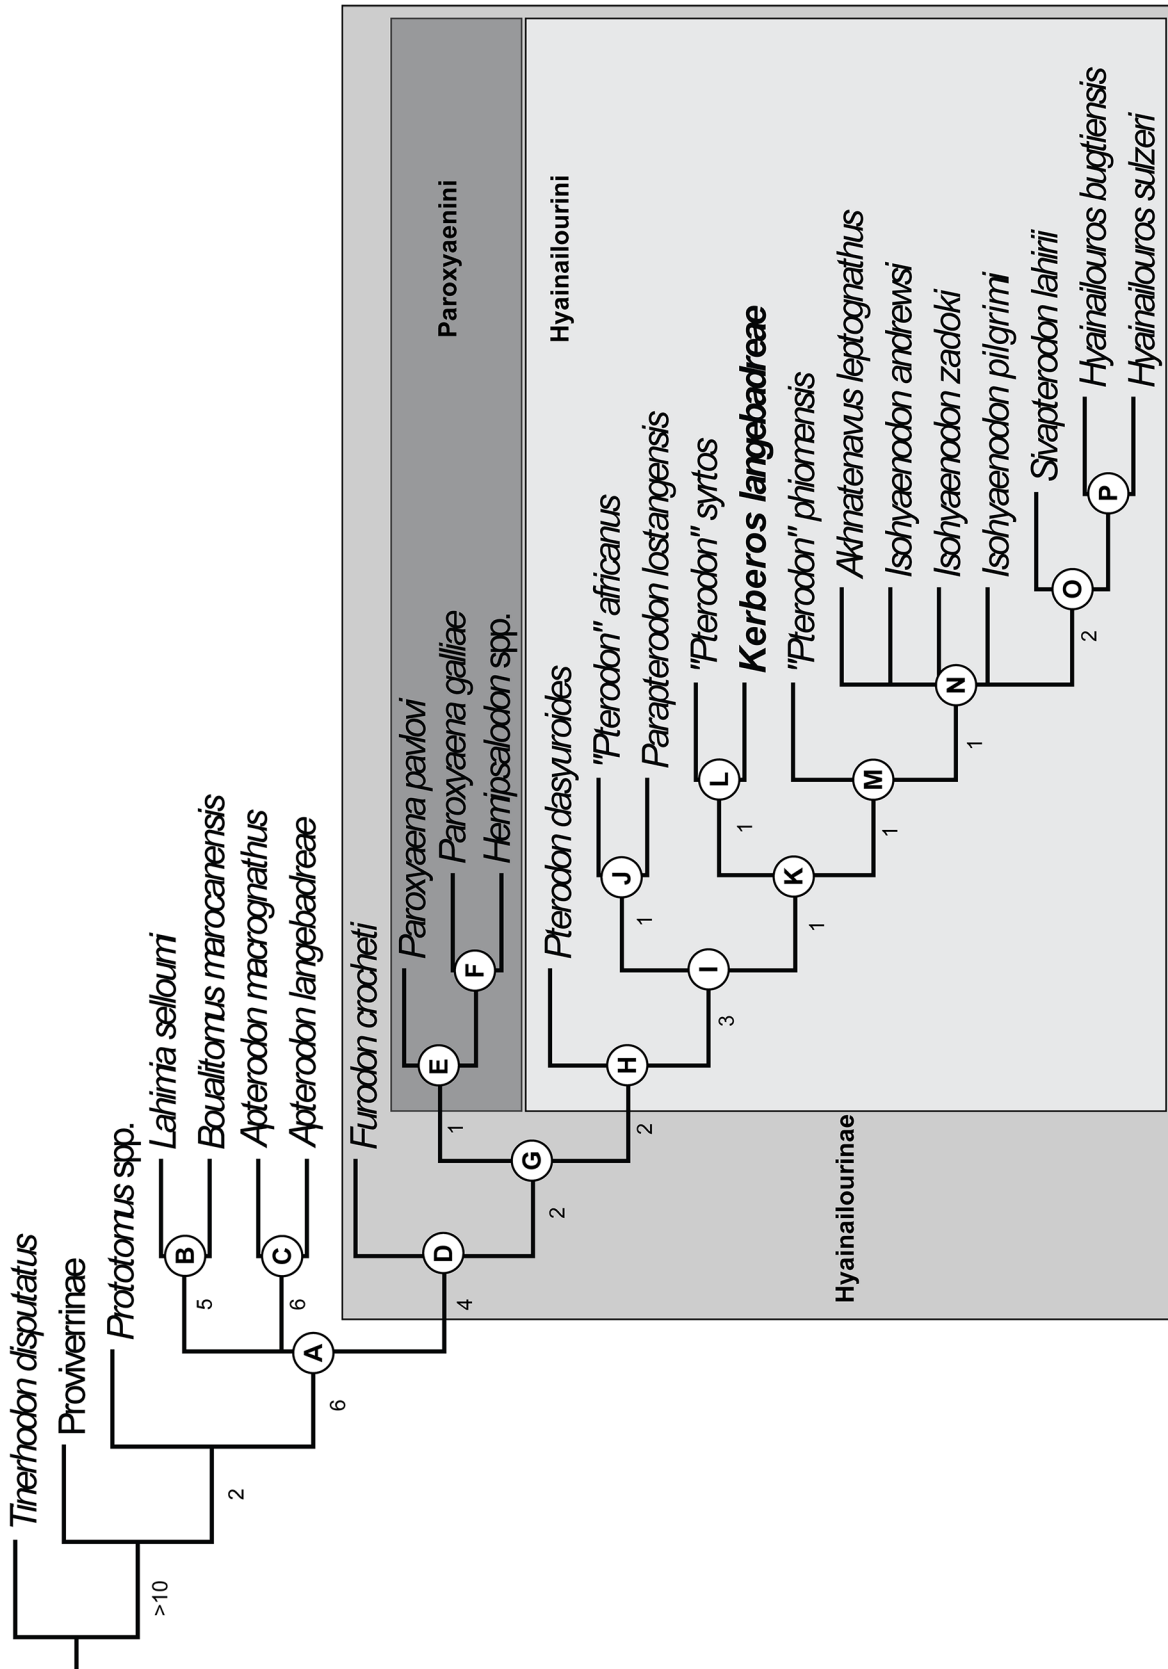 Tinerhodon disputatus
Proviverrinae
Prototomus spp.
Lahimia selloumi
Boualitomus marocanensis
Apterodon macrognathus
Apterodon langebadreae
Furodon crocheti
Paroxyaena pavlovi
Paroxyaena galliae
Hemipsalodon spp.
Paroxyaenini
Pterodon dasyuroides
Hyainailourini
"Pterodon" africanus
Parapterodon lostangensis
"Pterodon" syrtos
Kerberos langebadreae
"Pterodon" phiomensis
Akhnatenavus leptognathus
Isohyaenodon andrewsi
Isohyaenodon zadoki
Isohyaenodon pilgrimi
Sivapterodon lahirii
Hyainailouros bugtiensis
Hyainailouros sulzeri
Hyainailourinae
>10
2
6
A
B
5
C
6
D
4
G
2
E
1
F
H
2
I
3
J
1
K
1
L
1
M
1
N
1
O
2
P